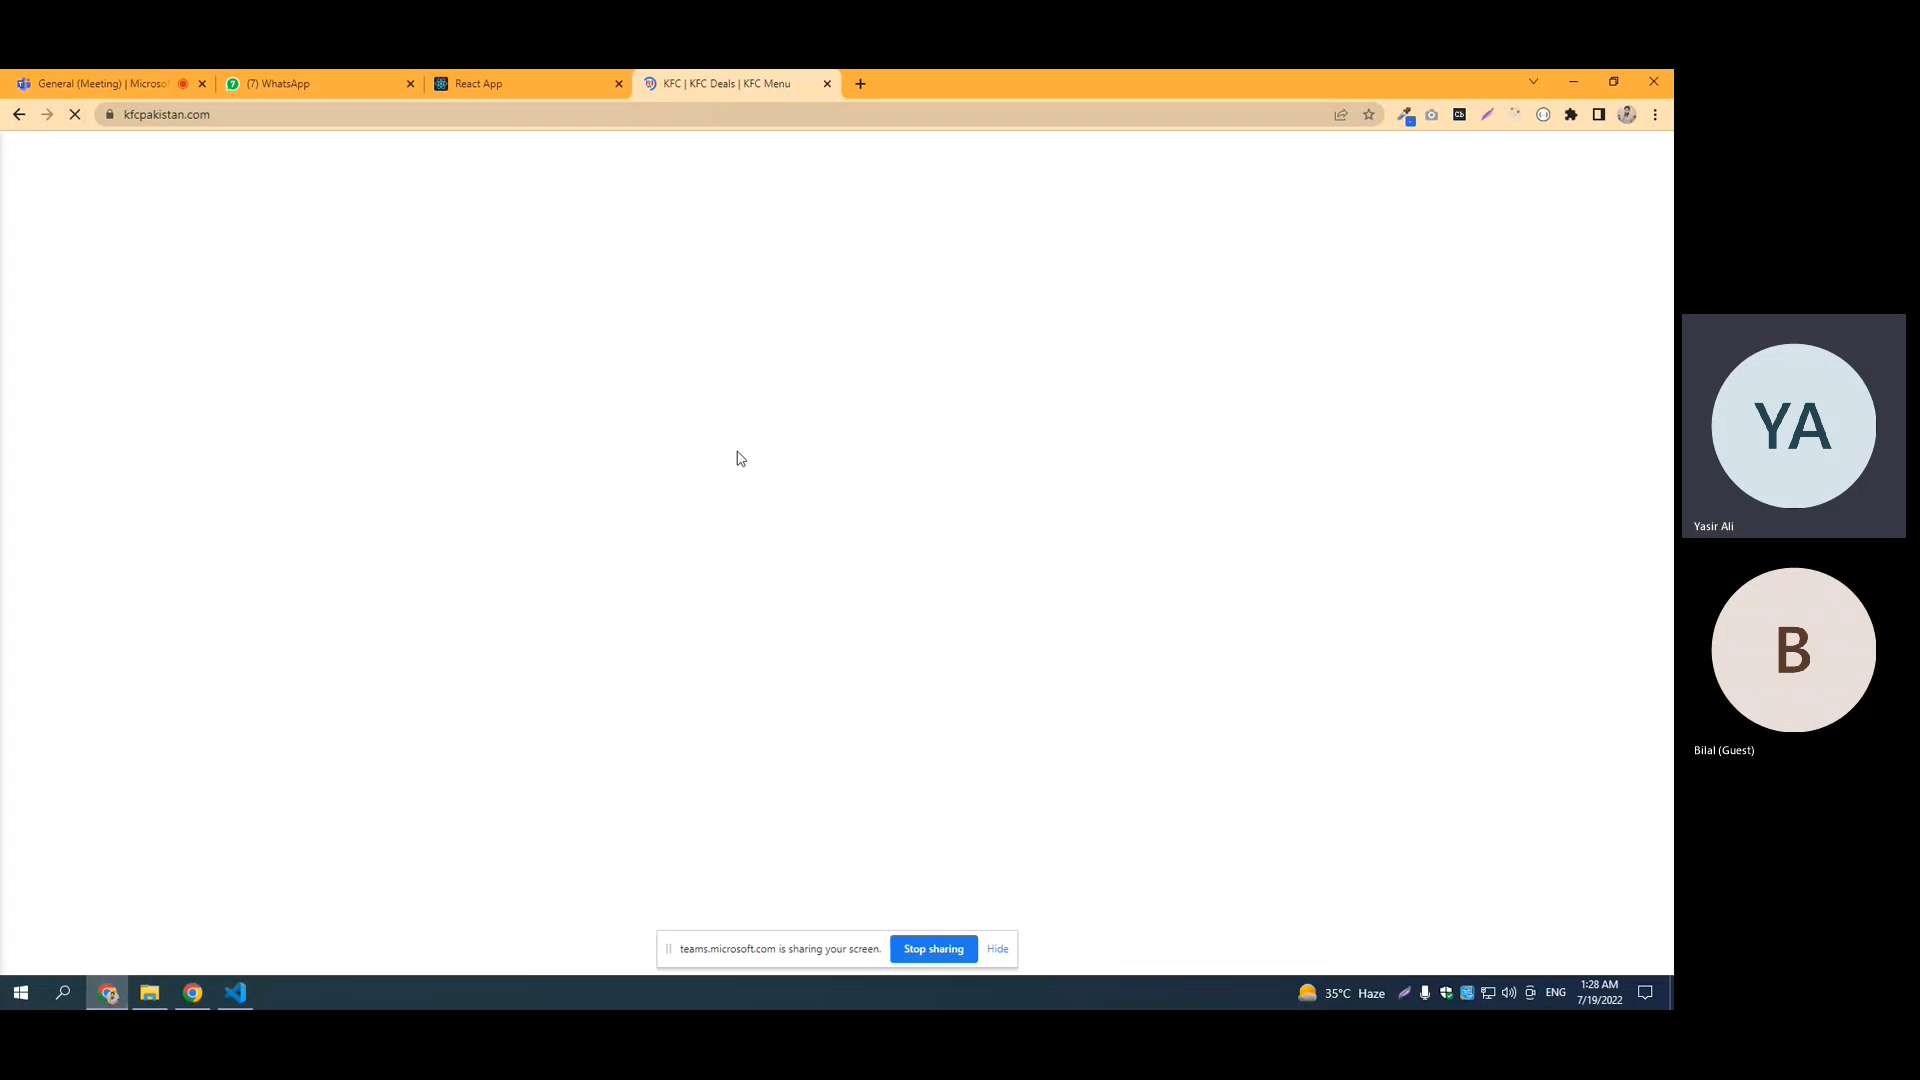 General (Meeting) | Microso
(7) WhatsApp
React App
KFC | KFC Deals | KFC Menu
kfcpakistan.com
Cb
YA
Yasir Ali
B
Bilal (Guest)
teams.microsoft.com is sharing your screen.
Stop sharing
Hide
35°C Haze
ENG
1:28 AM
7/19/2022